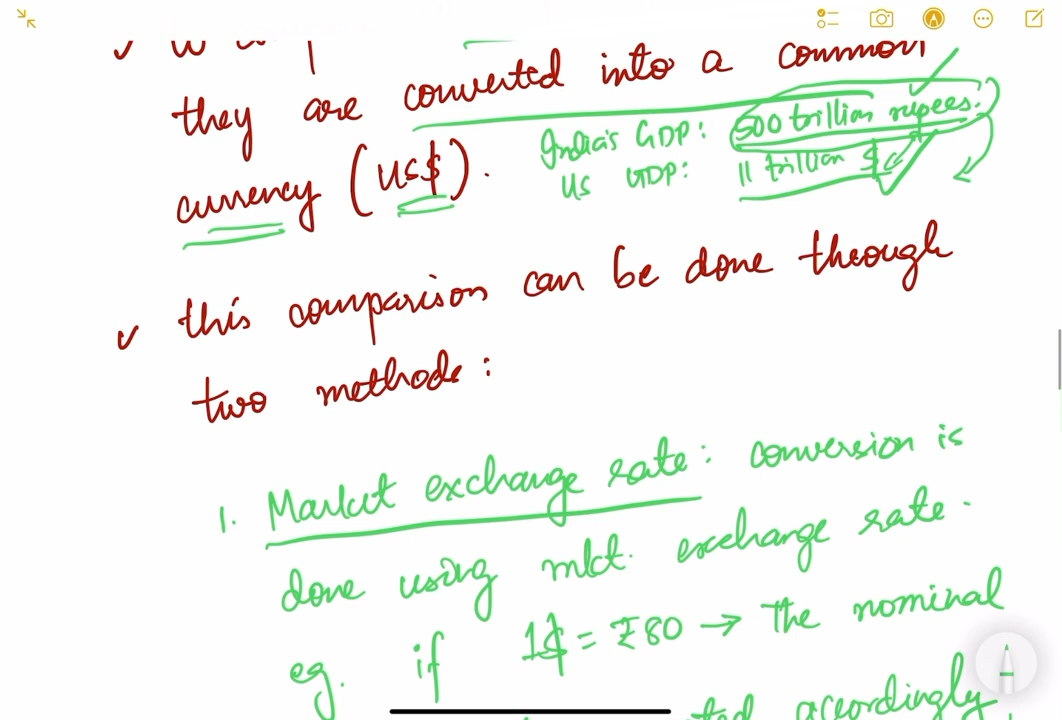 they are converted into a common
India's GDP: 500 trillion rupees.
US GDP: 11 trillion $
currency (US$).
this comparison can be done through
two methods:
1. Market exchange rate: conversion is
done using mkt. exchange rate.
eg. if 1$ = ₹80 → The nominal
accordingly